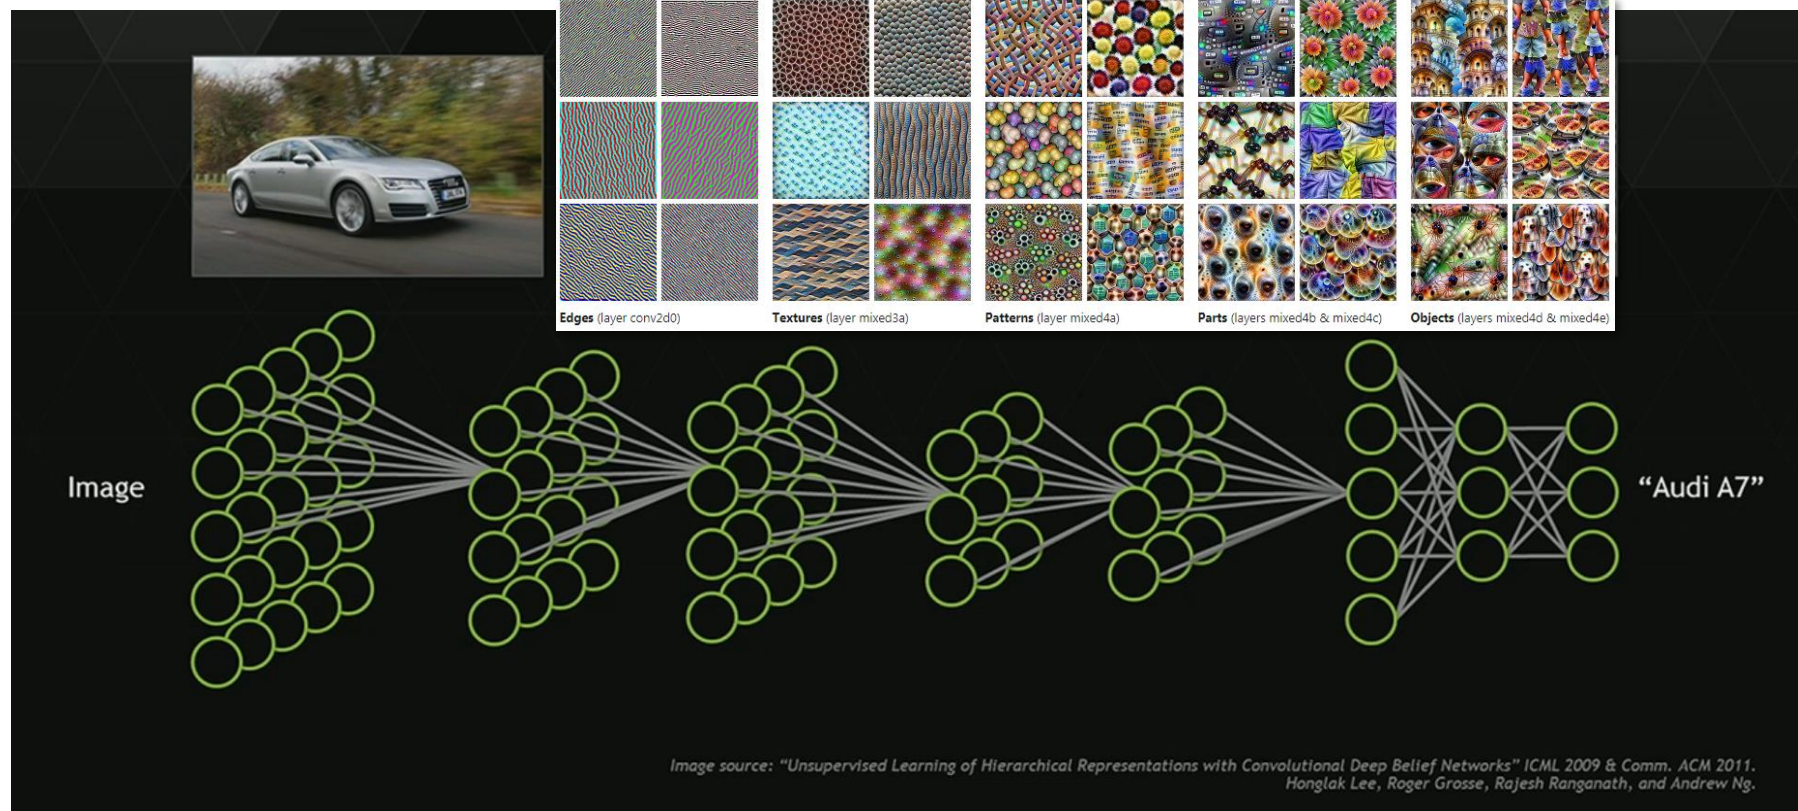 Edges (layer conv2d0)
Textures (layer mixed3a)
Patterns (layer mixed4a)
Parts (layers mixed4b & mixed4c)
Objects (layers mixed4d & mixed4e)
Image
“Audi A7”
Image source: “Unsupervised Learning of Hierarchical Representations with Convolutional Deep Belief Networks” ICML 2009 & Comm. ACM 2011.
Honglak Lee, Roger Grosse, Rajesh Ranganath, and Andrew Ng.